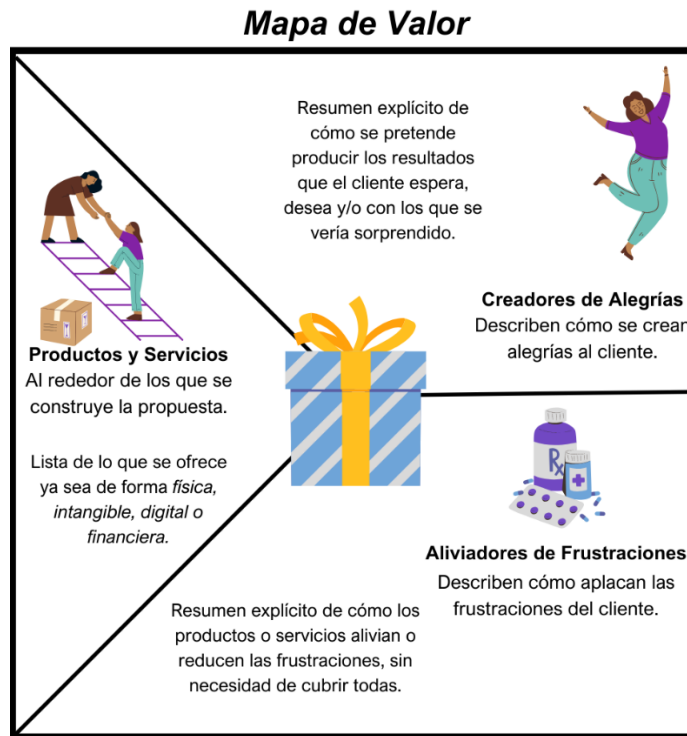 Mapa de Valor
Resumen explícito de
cómo se pretende
producir los resultados
que el cliente espera,
desea y/o con los que se
vería sorprendido.
Creadores de Alegrías
Describen cómo se crean
alegrías al cliente.
Productos y Servicios
Al rededor de los que se
construye la propuesta.
Lista de lo que se ofrece
ya sea de forma física,
intangible, digital o
financiera.
Rx
Aliviadores de Frustraciones
Describen cómo aplacan las
frustraciones del cliente.
Resumen explícito de cómo los
productos o servicios alivian o
reducen las frustraciones, sin
necesidad de cubrir todas.